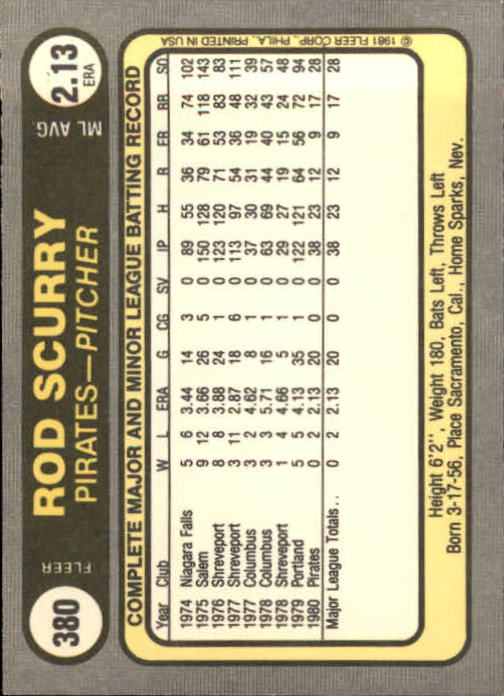 380
FLEER
ROD SCURRY
PIRATES—PITCHER
ML AVG.
2.13
ERA
COMPLETE MAJOR AND MINOR LEAGUE BATTING RECORD
Year Club W L ERA G CG SV IP H R ER BB SO
1974 Niagara Falls 5 6 3.44 14 3 0 89 55 36 34 74 102
1975 Salem 9 12 3.66 26 5 0 150 128 79 61 118 143
1976 Shreveport 8 8 3.88 24 1 0 123 120 71 53 83 83
1977 Shreveport 3 11 2.87 18 6 0 113 97 54 36 48 111
1977 Columbus 3 2 4.62 8 0 0 37 30 31 19 32 39
1978 Columbus 3 3 5.71 16 1 0 63 69 44 40 43 57
1978 Shreveport 1 4 4.66 5 0 0 29 27 19 15 24 48
1979 Portland 5 5 4.13 35 1 0 122 121 64 56 72 94
1980 Pirates 0 2 2.13 20 0 0 38 23 12 9 17 28
Major League Totals... 0 2 2.13 20 0 0 38 23 12 9 17 28
© 1981 FLEER CORP., PHILA., PRINTED IN USA
Height 6'2", Weight 180, Bats Left, Throws Left
Born 3-17-56, Place Sacramento, Cal., Home Sparks, Nev.